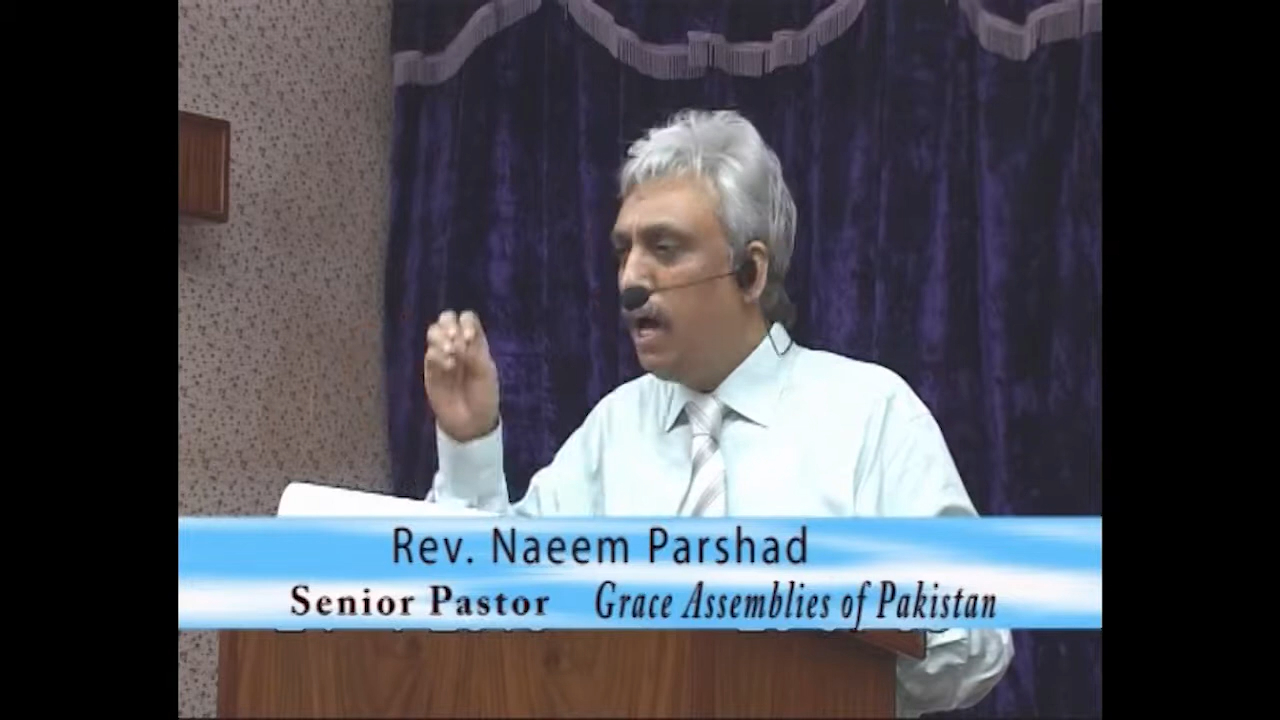 Rev. Naeem Parshad
Senior Pastor Grace Assemblies of Pakistan